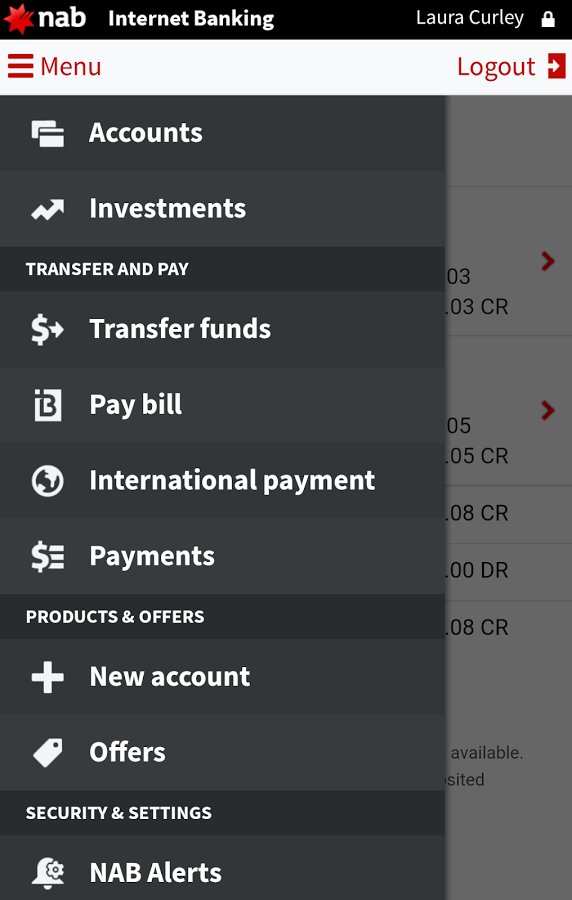 nab Internet Banking Laura Curley
Menu Logout
Accounts
Investments
TRANSFER AND PAY
03
.03 CR
Transfer funds
Pay bill
05
.05 CR
International payment
.08 CR
Payments
.00 DR
PRODUCTS & OFFERS
.08 CR
New account
Offers
available.
sited
SECURITY & SETTINGS
NAB Alerts